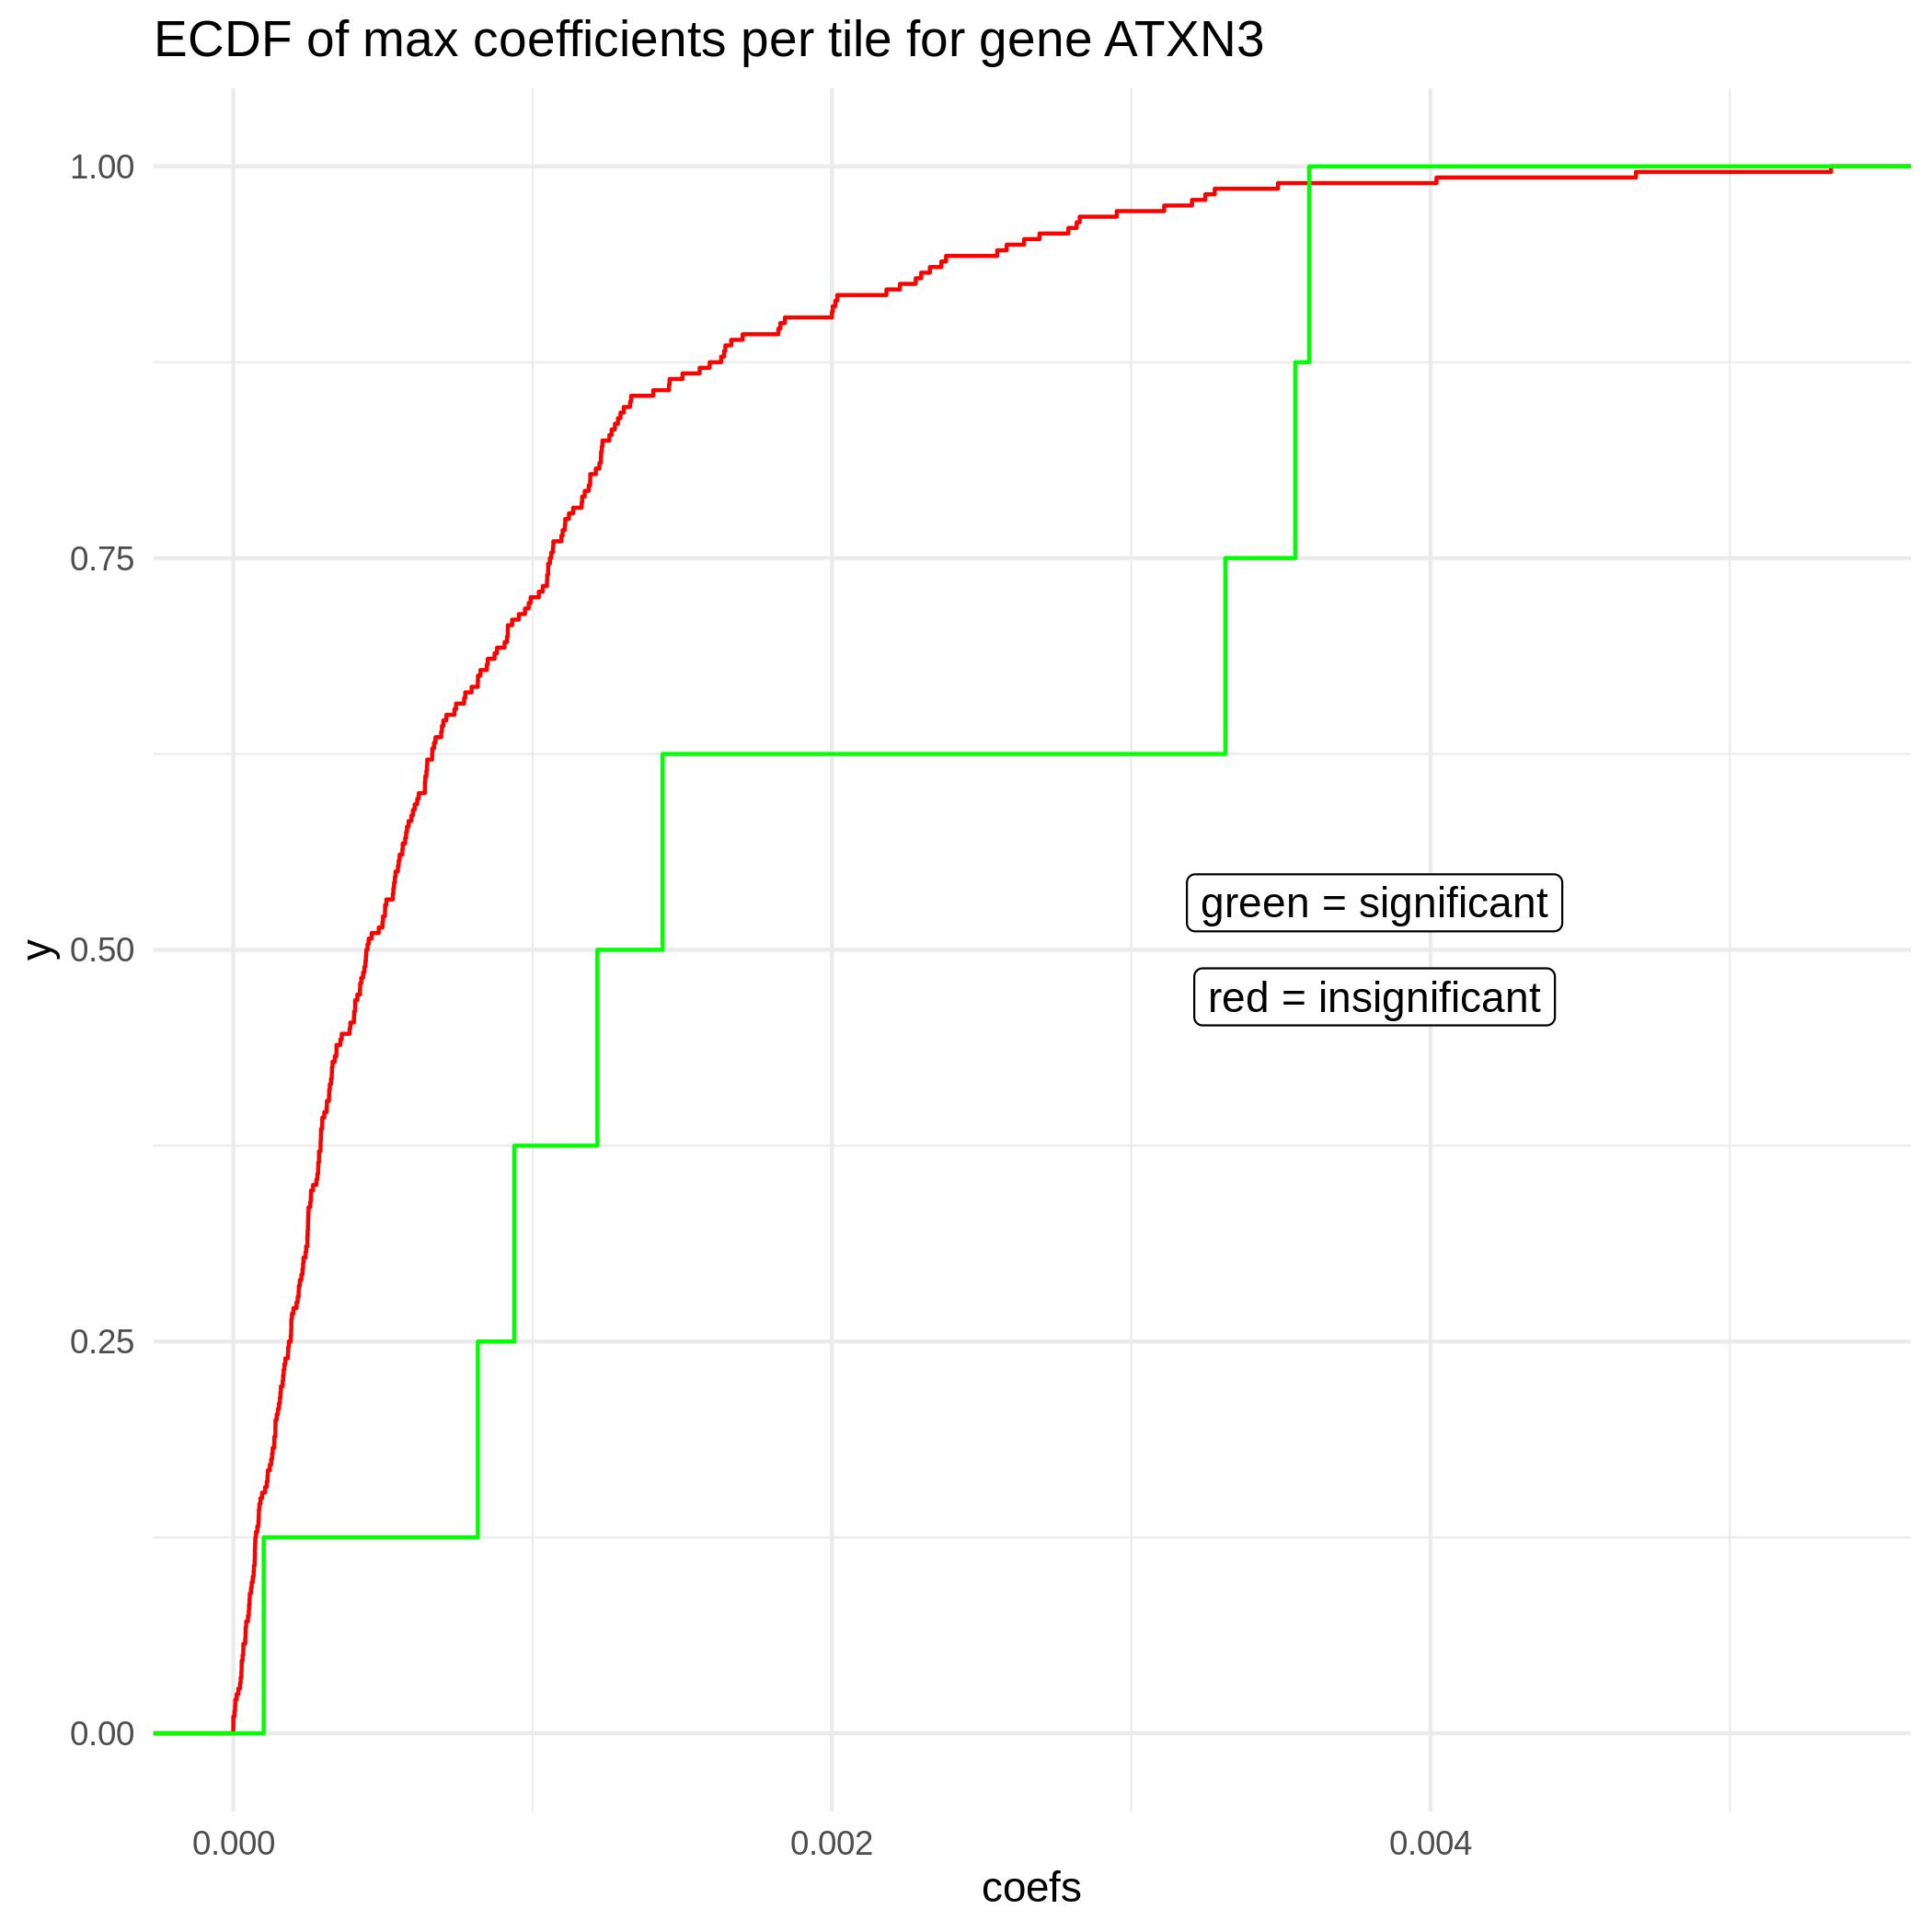 ECDF of max coefficients per tile for gene ATXN3
1.00
0.75
y
0.50
0.25
0.00
green = significant
red = insignificant
0.000
0.002
0.004
coefs